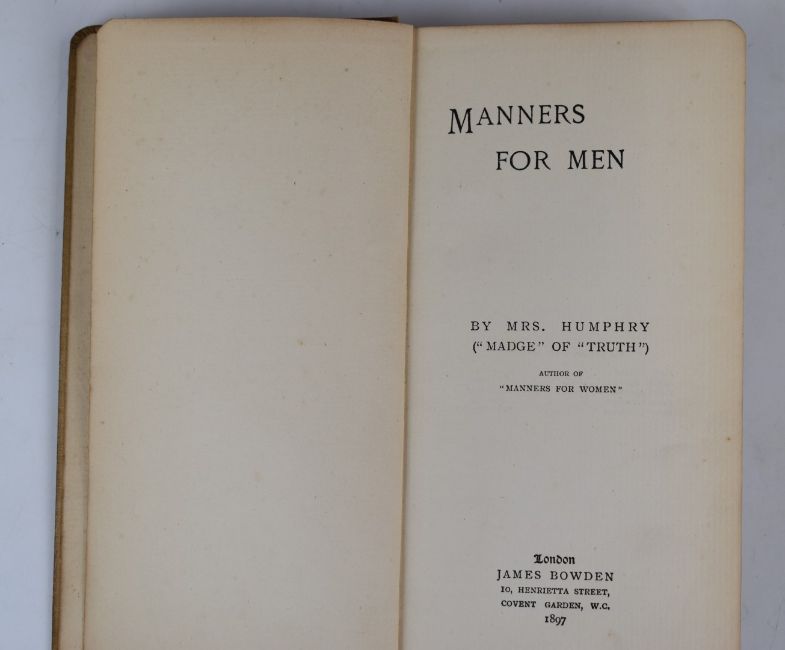 MANNERS
FOR MEN
BY MRS. HUMPHRY
("MADGE" OF "TRUTH")
AUTHOR OF
"MANNERS FOR WOMEN"
London
JAMES BOWDEN
10, HENRIETTA STREET,
COVENT GARDEN, W.C.
1897